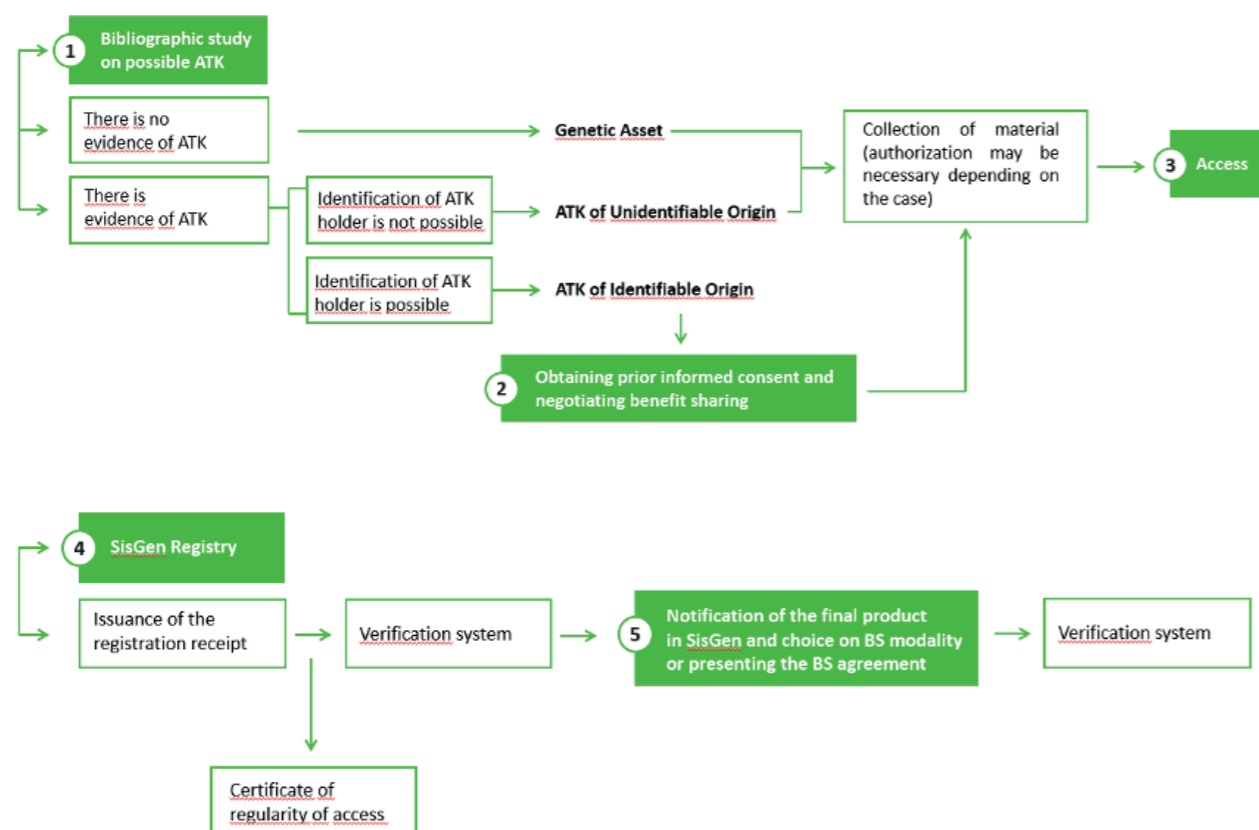 1
Bibliographic study
on possible ATK
There is no
evidence of ATK
Genetic Asset
Collection of material
(authorization may be
necessary depending on
the case)
3
Access
There is
evidence of ATK
Identification of ATK
holder is not possible
ATK of Unidentifiable Origin
Identification of ATK
holder is possible
ATK of Identifiable Origin
2
Obtaining prior informed consent and
negotiating benefit sharing
4
SisGen Registry
Issuance of the
registration receipt
Verification system
5
Notification of the final product
in SisGen and choice on BS modality
or presenting the BS agreement
Verification system
Certificate of
regularity of access